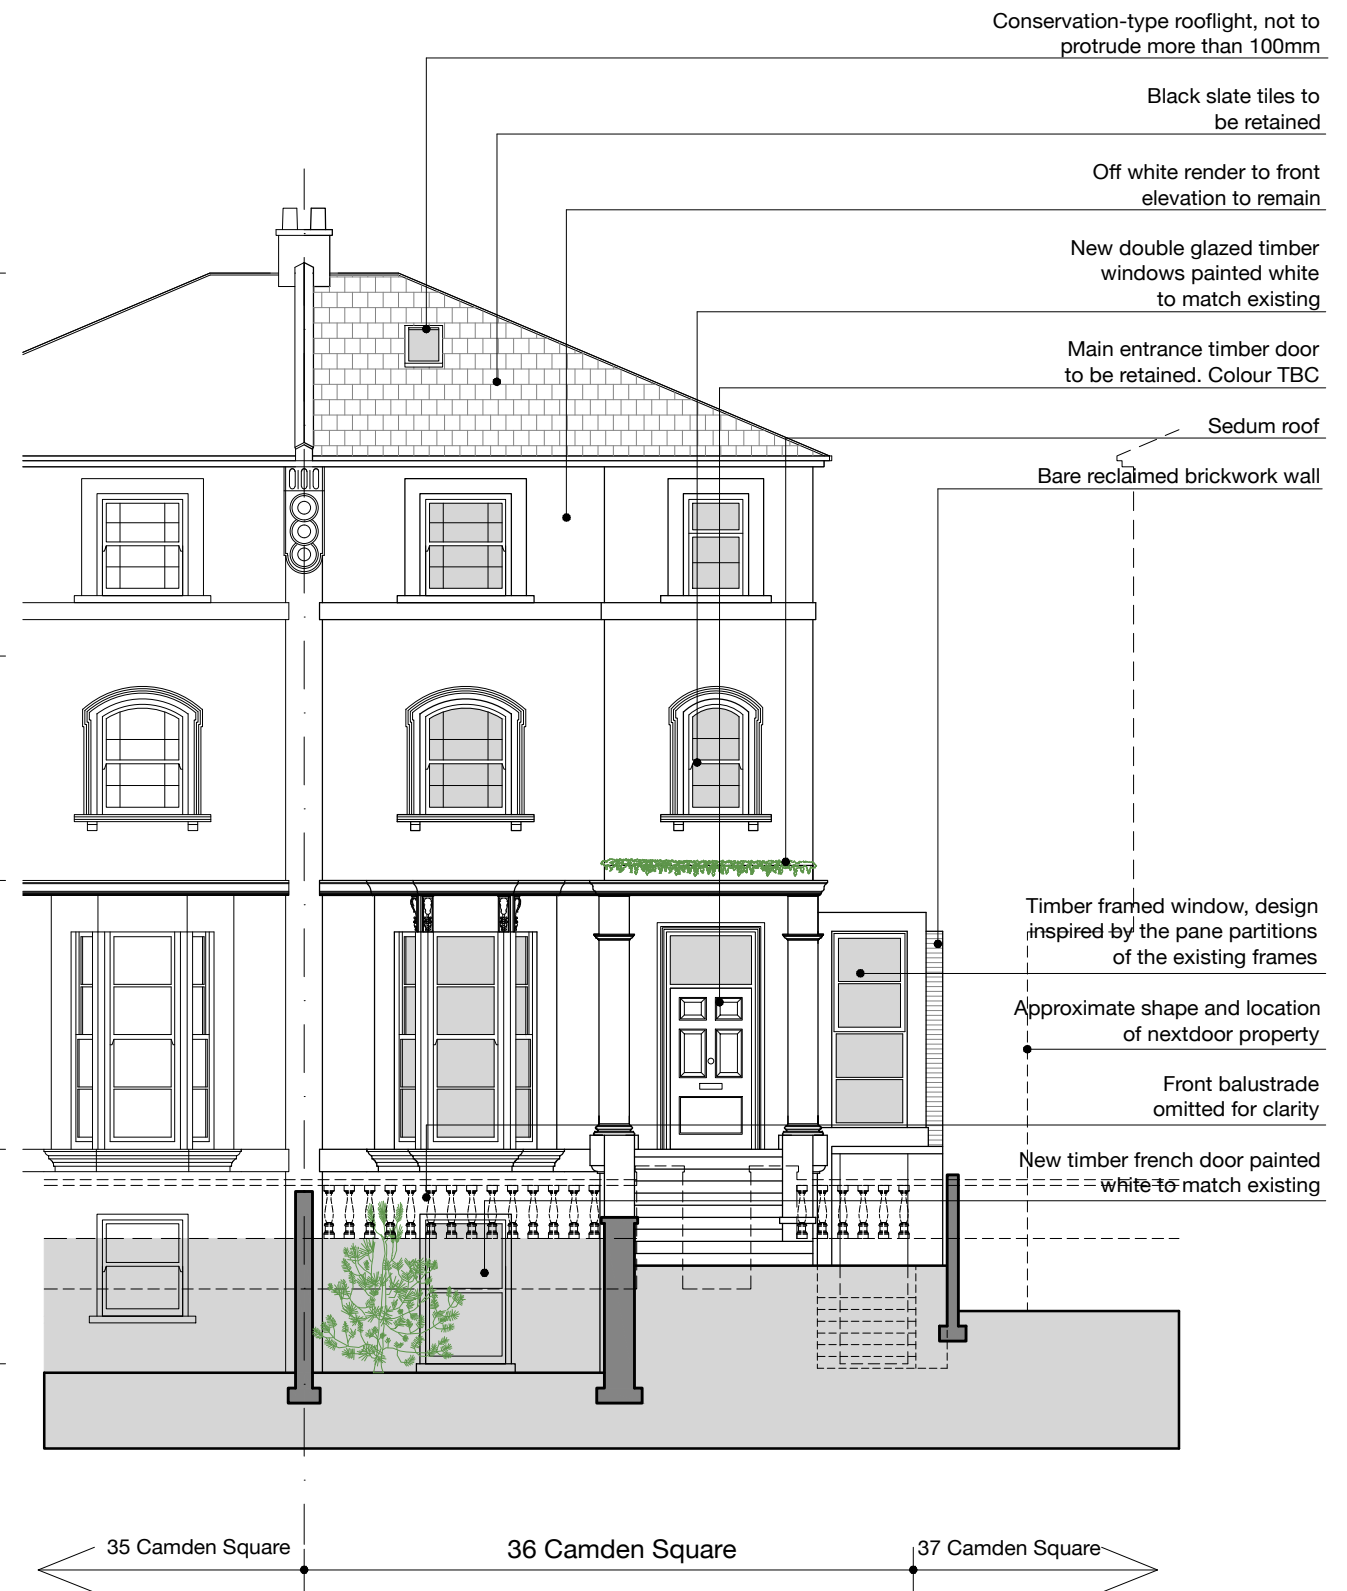 Conservation-type rooflight, not to
protrude more than 100mm
Black slate tiles to
be retained
Off white render to front
elevation to remain
New double glazed timber
windows painted white
to match existing
Main entrance timber door
to be retained. Colour TBC
Sedum roof
Bare reclaimed brickwork wall
Timber framed window, design
inspired by the pane partitions
of the existing frames
Approximate shape and location
of nextdoor property
Front balustrade
omitted for clarity
New timber french door painted
white to match existing
35 Camden Square
36 Camden Square
37 Camden Square